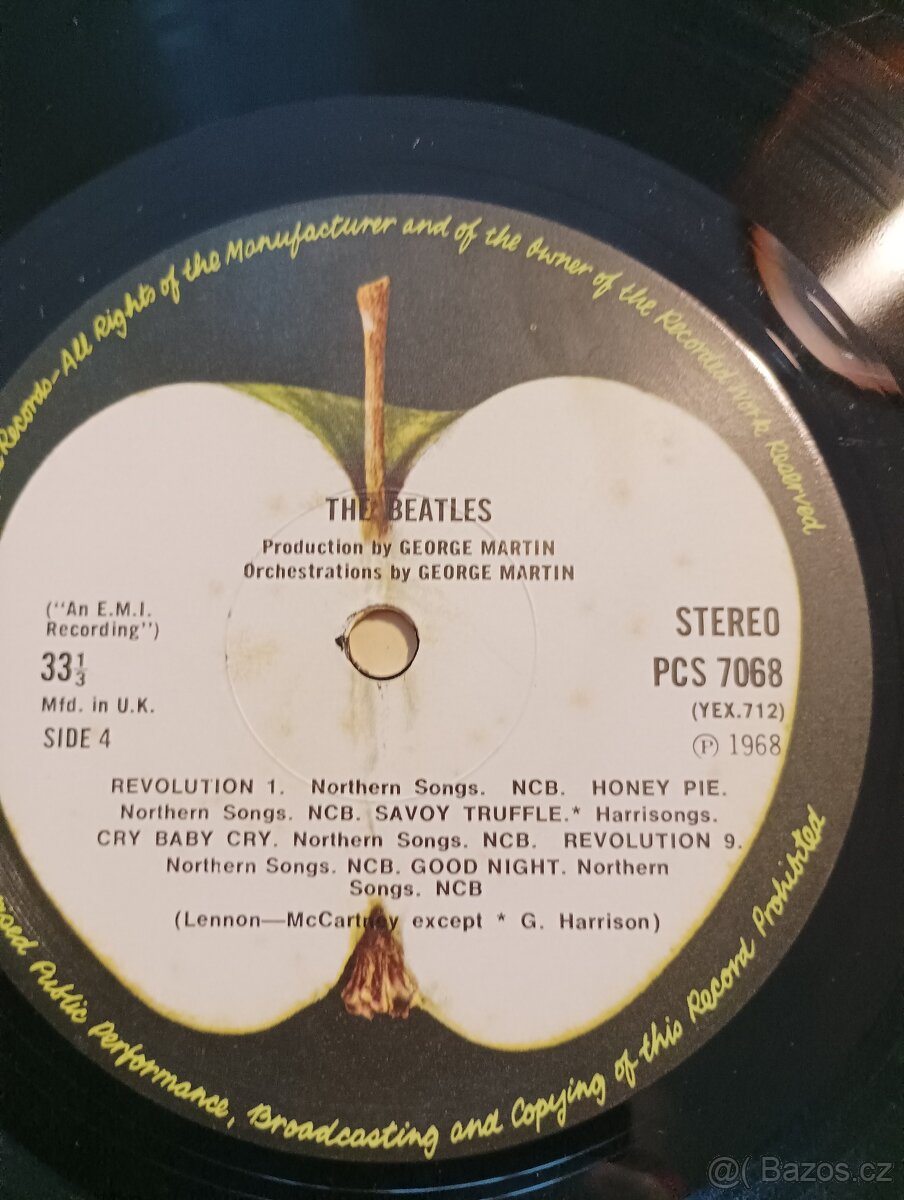 Records-All Rights of the Manufacturer and of the Owner of the Recorded Work Reserved
THE BEATLES
Production by GEORGE MARTIN
Orchestrations by GEORGE MARTIN
("An E.M.I.
Recording")
33⅓
Mfd. in U.K.
SIDE 4
STEREO
PCS 7068
(YEX.712)
Ⓟ 1968
REVOLUTION 1. Northern Songs. NCB. HONEY PIE.
Northern Songs. NCB. SAVOY TRUFFLE.* Harrisongs.
CRY BABY CRY. Northern Songs. NCB. REVOLUTION 9.
Northern Songs. NCB. GOOD NIGHT. Northern
Songs. NCB
(Lennon—McCartney except * G. Harrison)
Public Performance, Broadcasting and Copying of this Record Prohibited
@( Bazos.cz